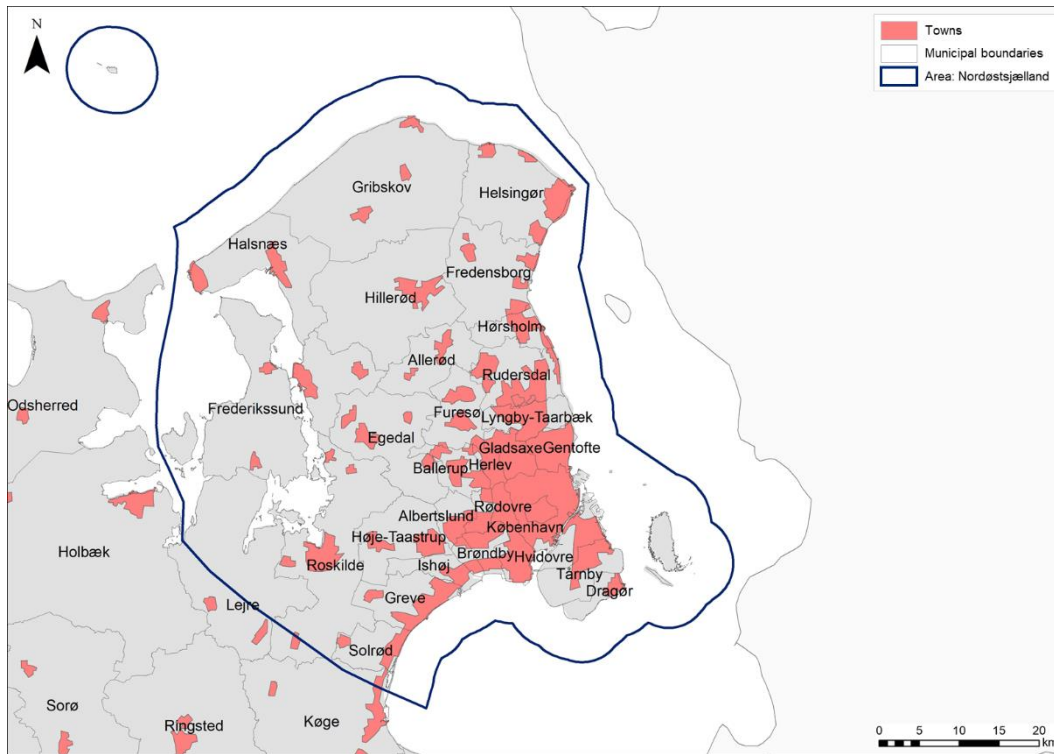 N
Towns
Municipal boundaries
Area: Nordøstsjælland
Gribskov
Helsingør
Halsnæs
Fredensborg
Hillerød
Hørsholm
Allerød
Rudersdal
Odsherred
Frederikssund
Furesø
Lyngby-Taarbæk
Egedal
Gladsaxe
Gentofte
Ballerup
Herlev
Albertslund
Rødovre
København
Holbæk
Høje-Taastrup
Roskilde
Ishøj
Brøndby
Hvidovre
Tårnby
Dragør
Lejre
Greve
Solrød
Sorø
Ringsted
Køge
0 5 10 15 20
km